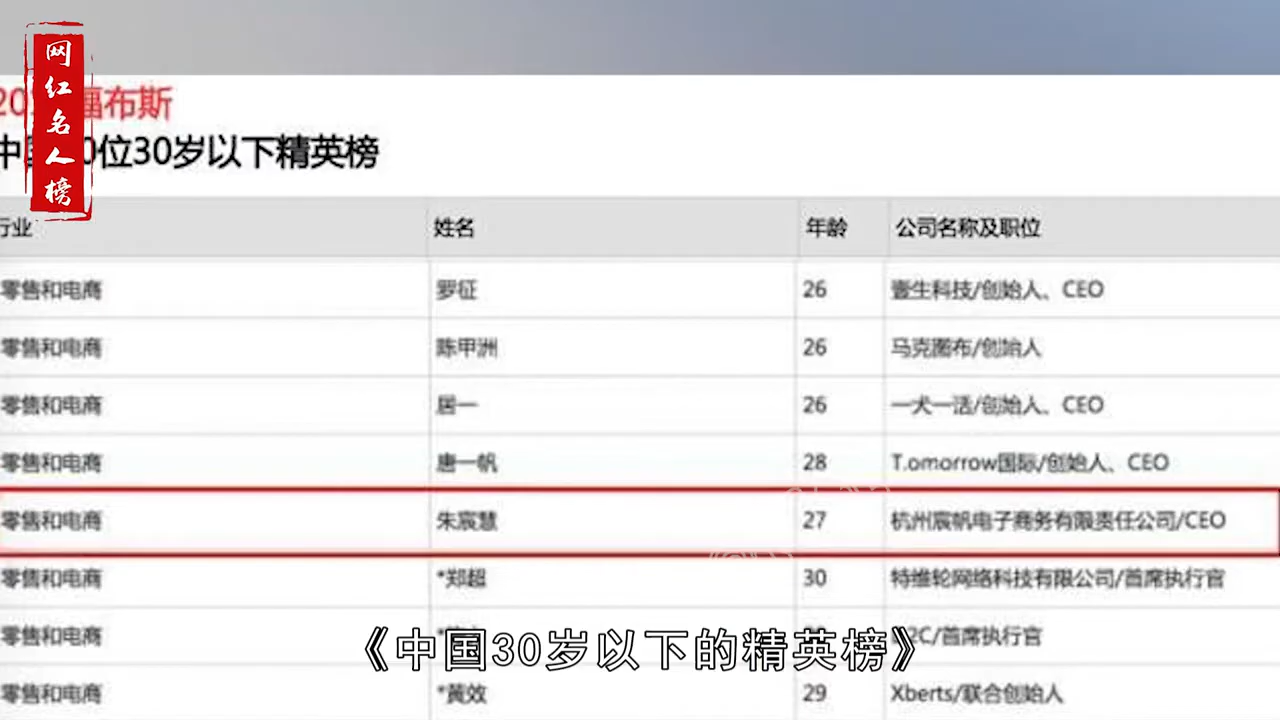 网红名人榜
福布斯
位30岁以下精英榜
行业 姓名 年龄 公司名称及职位
零售和电商 罗征 26 壹生科技/创始人、CEO
零售和电商 陈甲洲 26 马克图布/创始人
零售和电商 居一 26 一犬一话/创始人、CEO
零售和电商 唐一帆 28 T.omorrow国际/创始人、CEO
零售和电商 朱宸慧 27 杭州宸帆电子商务有限责任公司/CEO
零售和电商 *郑超 30 特维轮网络科技有限公司/首席执行官
零售和电商 2C/首席执行官
零售和电商 *黄效 29 Xberts/联合创始人
《中国30岁以下的精英榜》